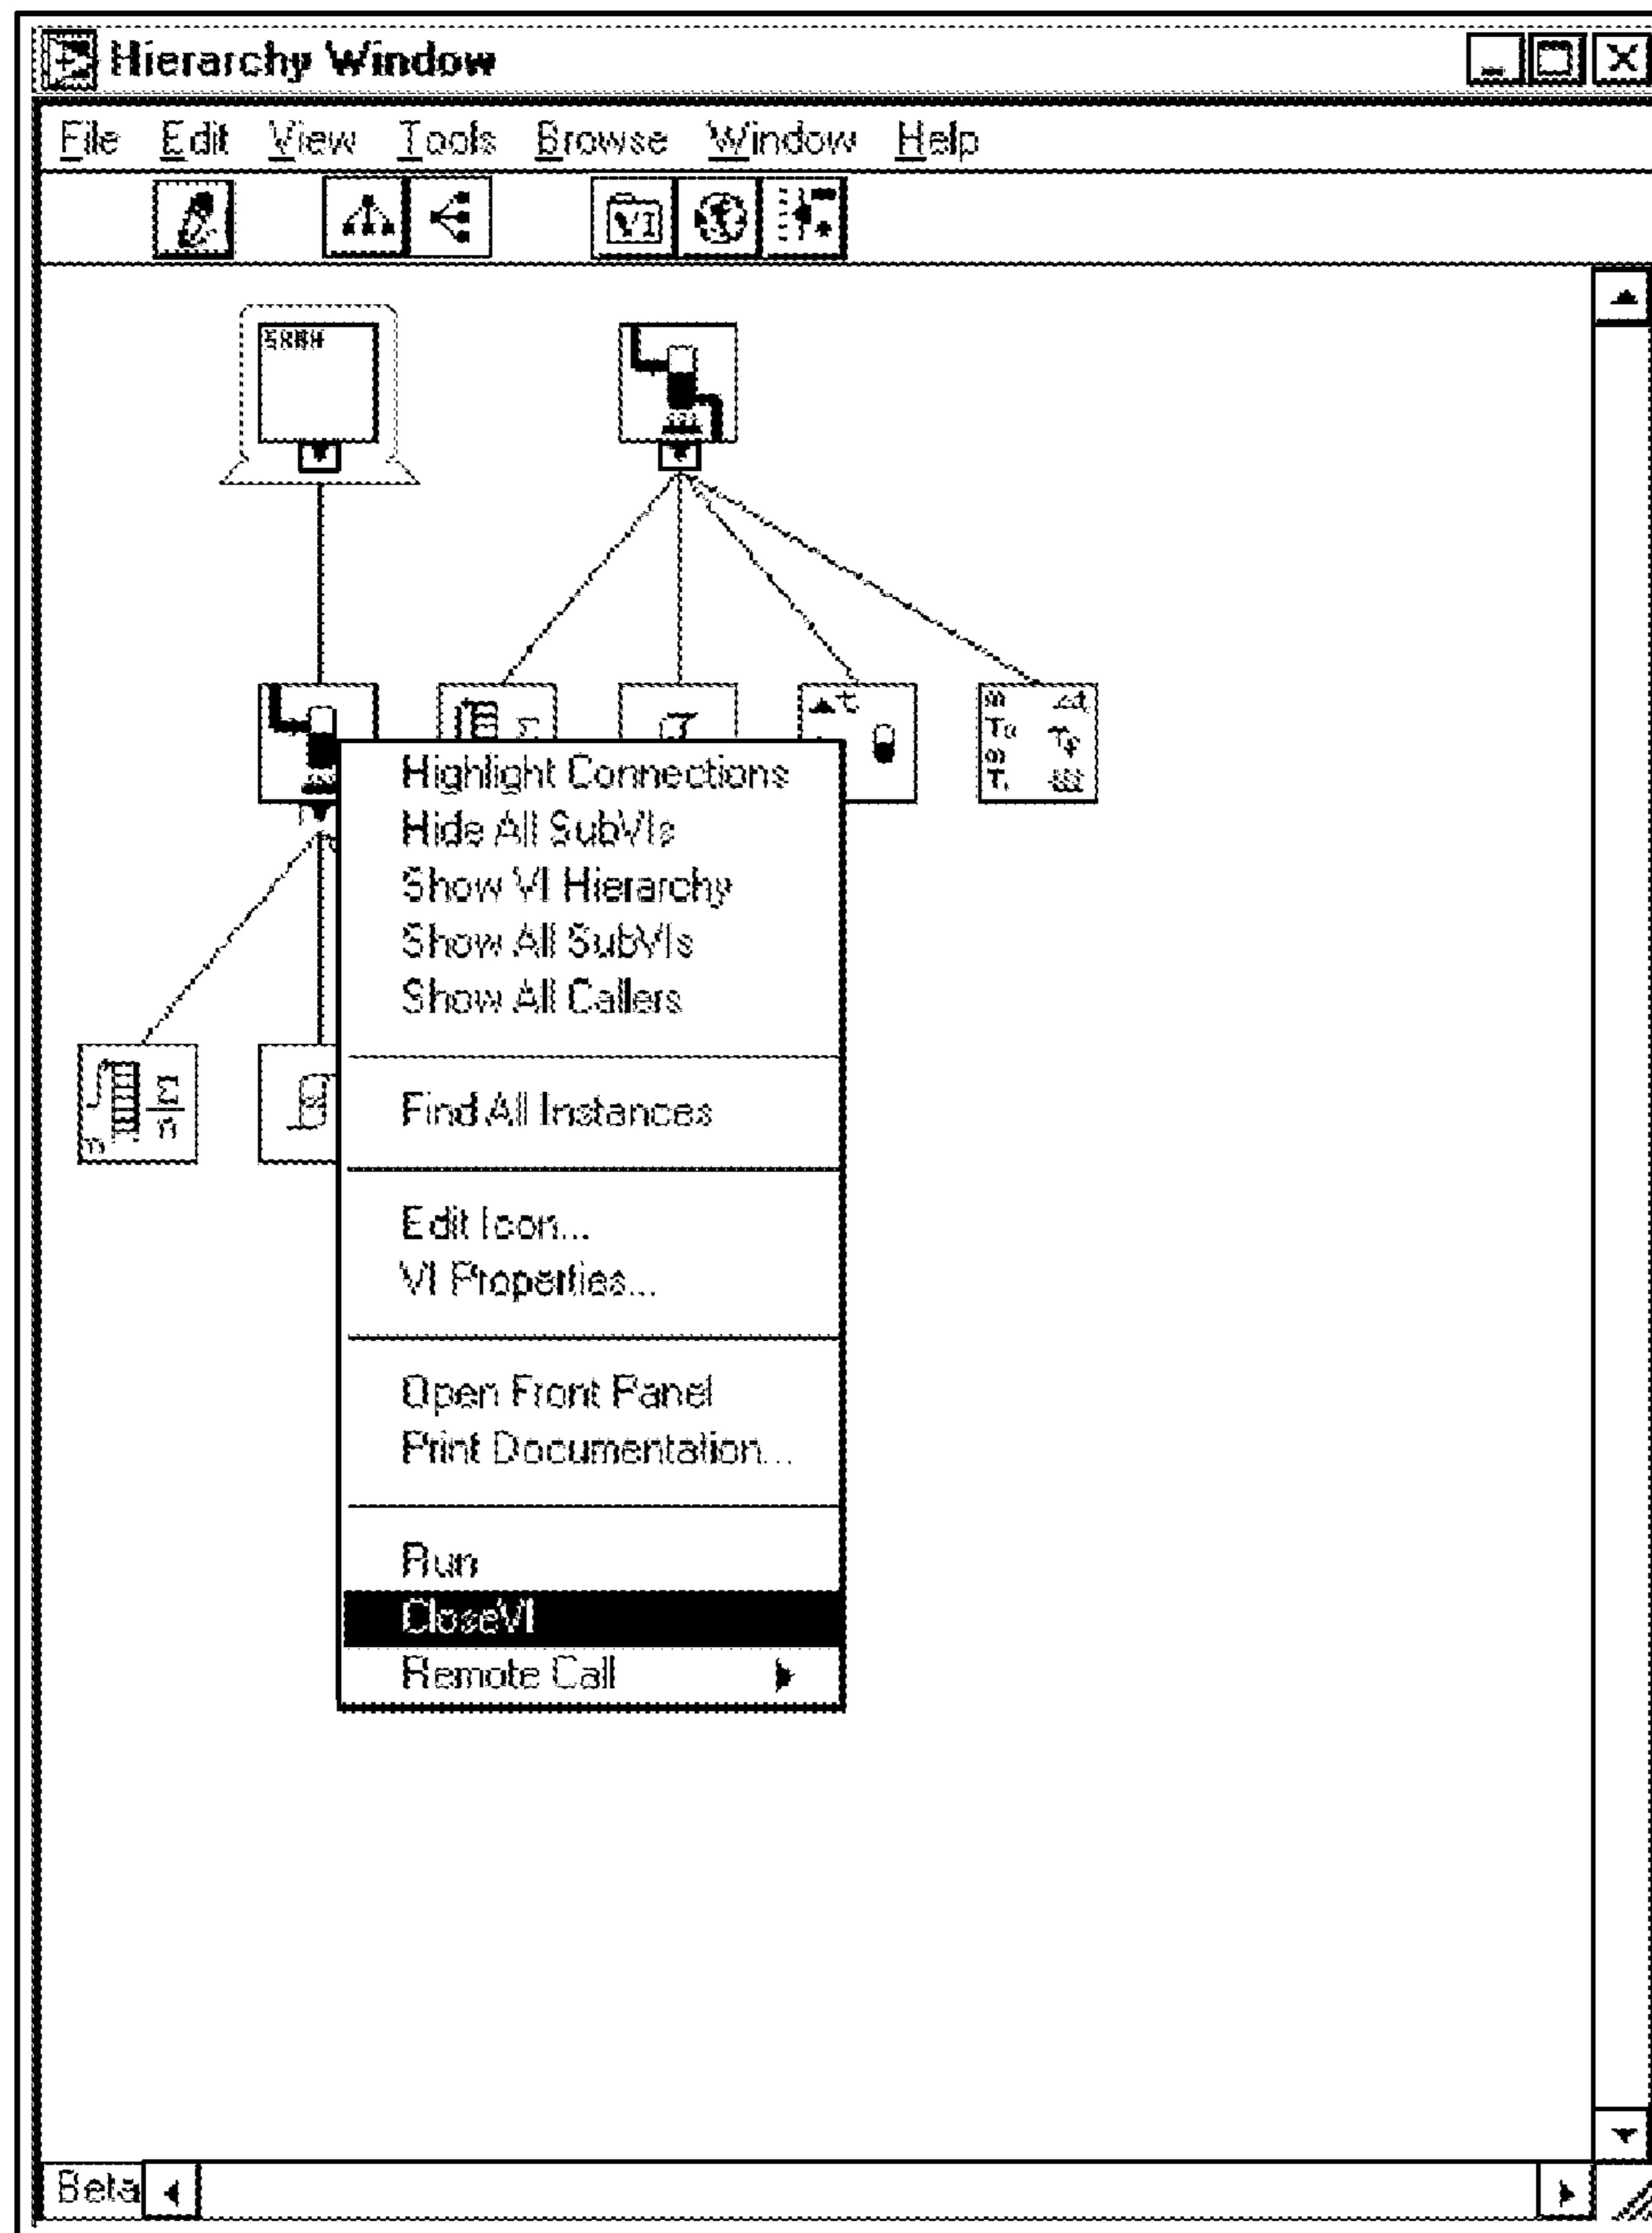 Hierarchy Window
File Edit View Tools Browse Window Help
VI
Highlight Connections
Hide All SubVIs
Show VI Hierarchy
Show All SubVIs
Show All Callers
Find All Instances
Edit Icon...
VI Properties...
Open Front Panel
Print Documentation...
Run
CloseVI
Remote Call
Beta